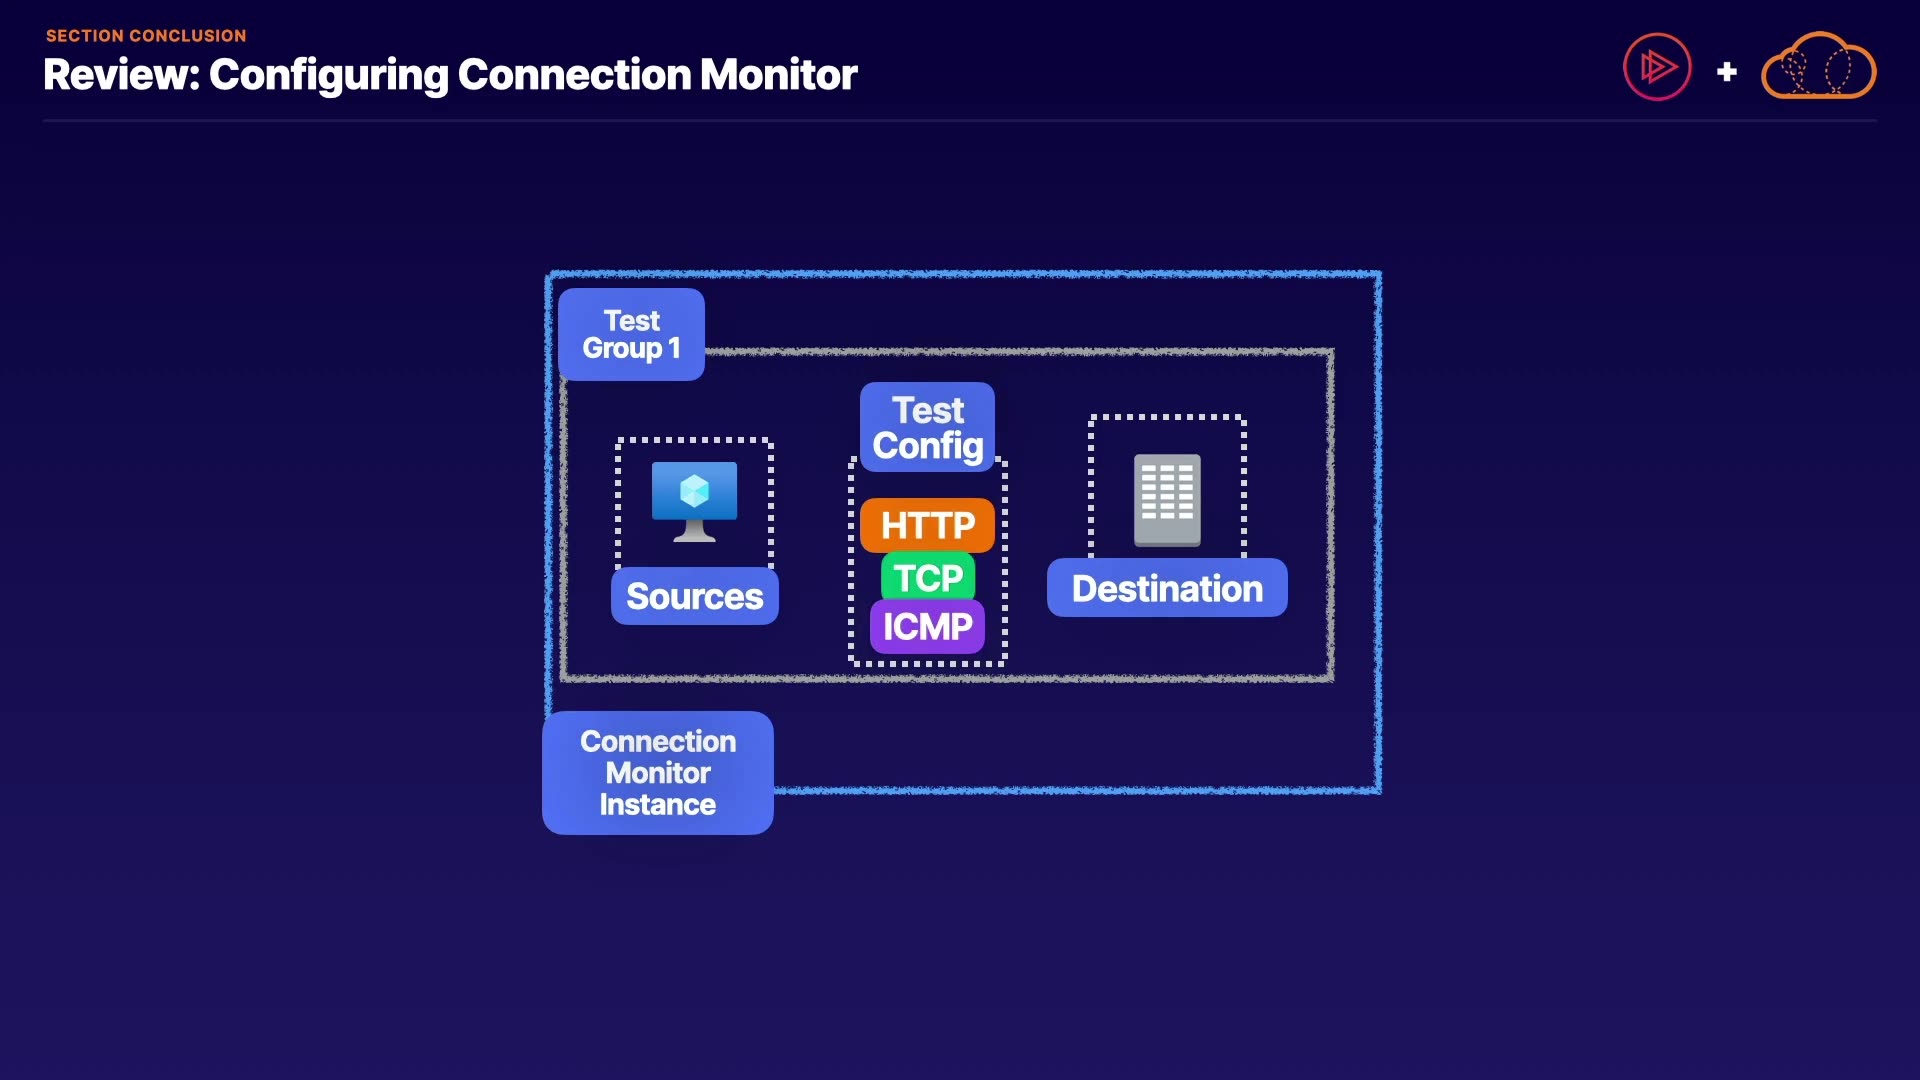 SECTION CONCLUSION
Review: Configuring Connection Monitor
Test
Group 1
Test
Config
HTTP
TCP
ICMP
Sources
Destination
Connection
Monitor
Instance